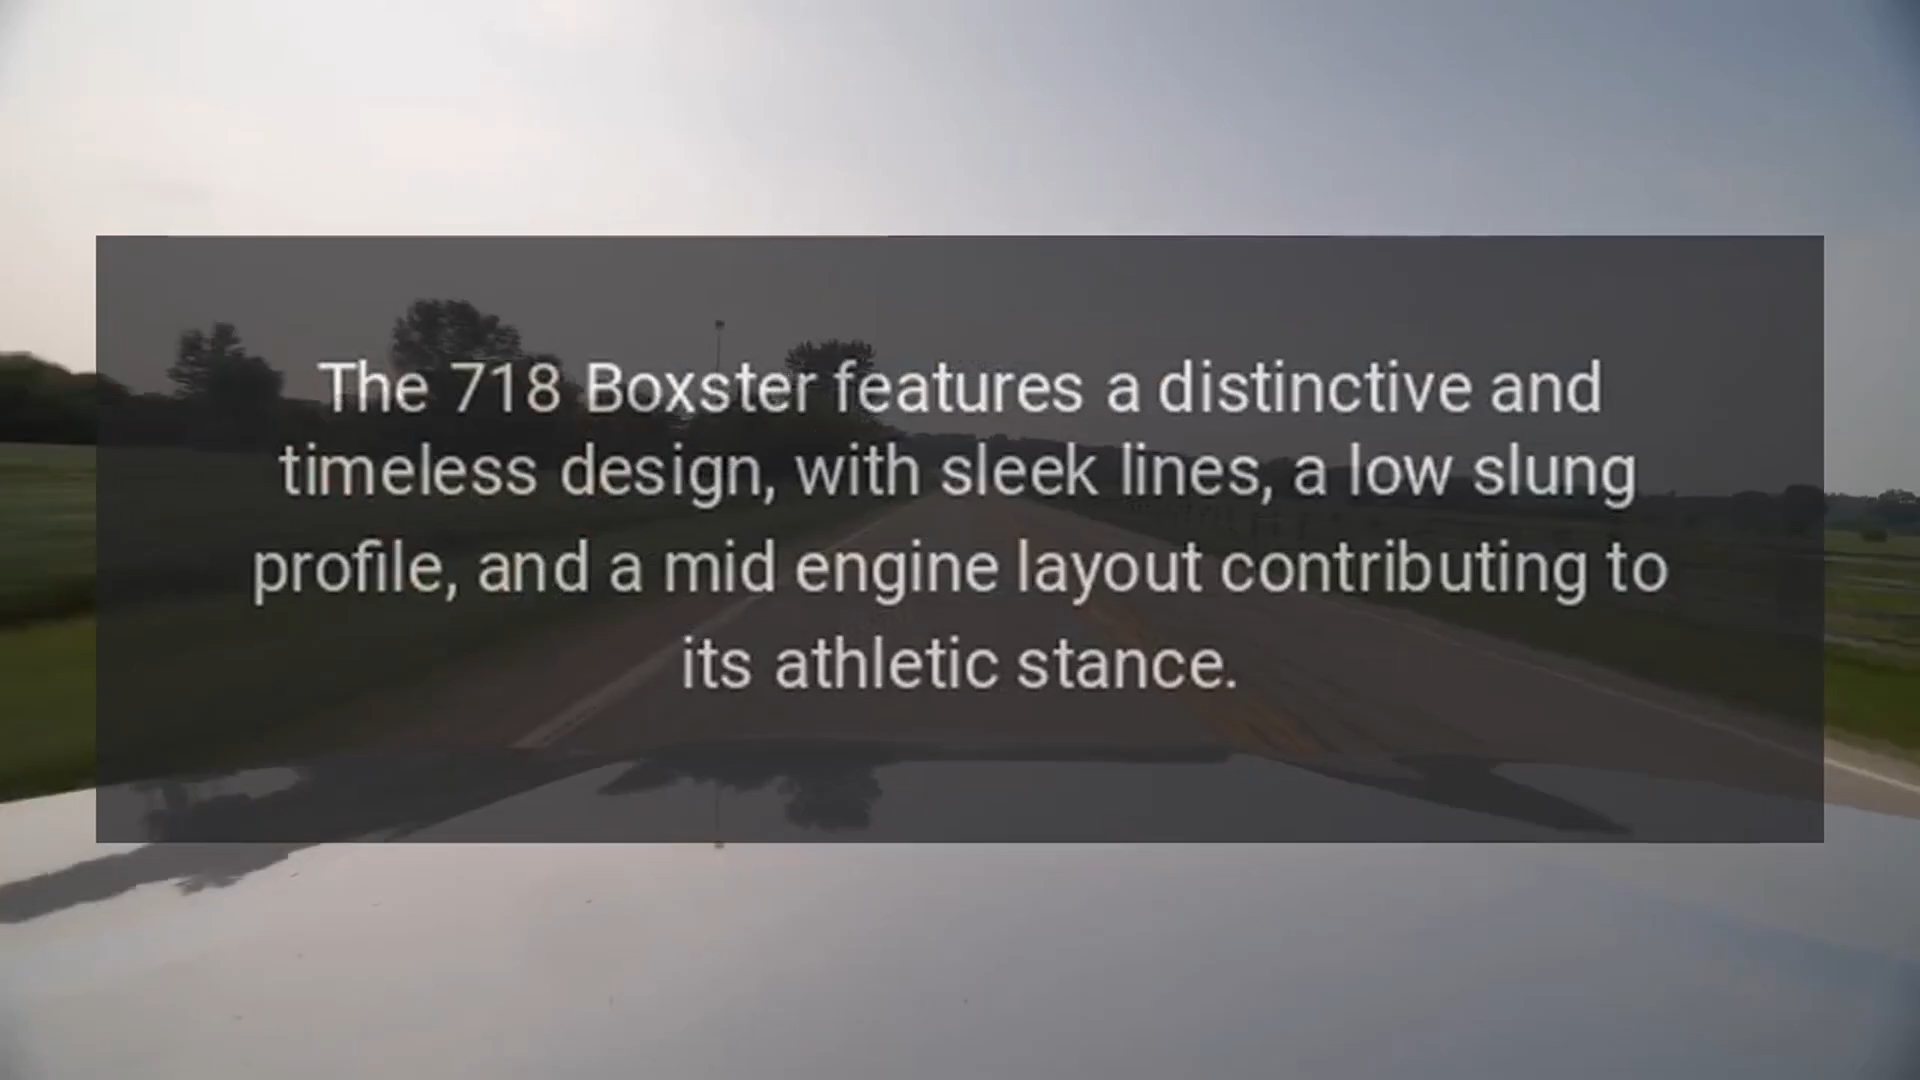 The 718 Boxster features a distinctive and
timeless design, with sleek lines, a low slung
profile, and a mid engine layout contributing to
its athletic stance.